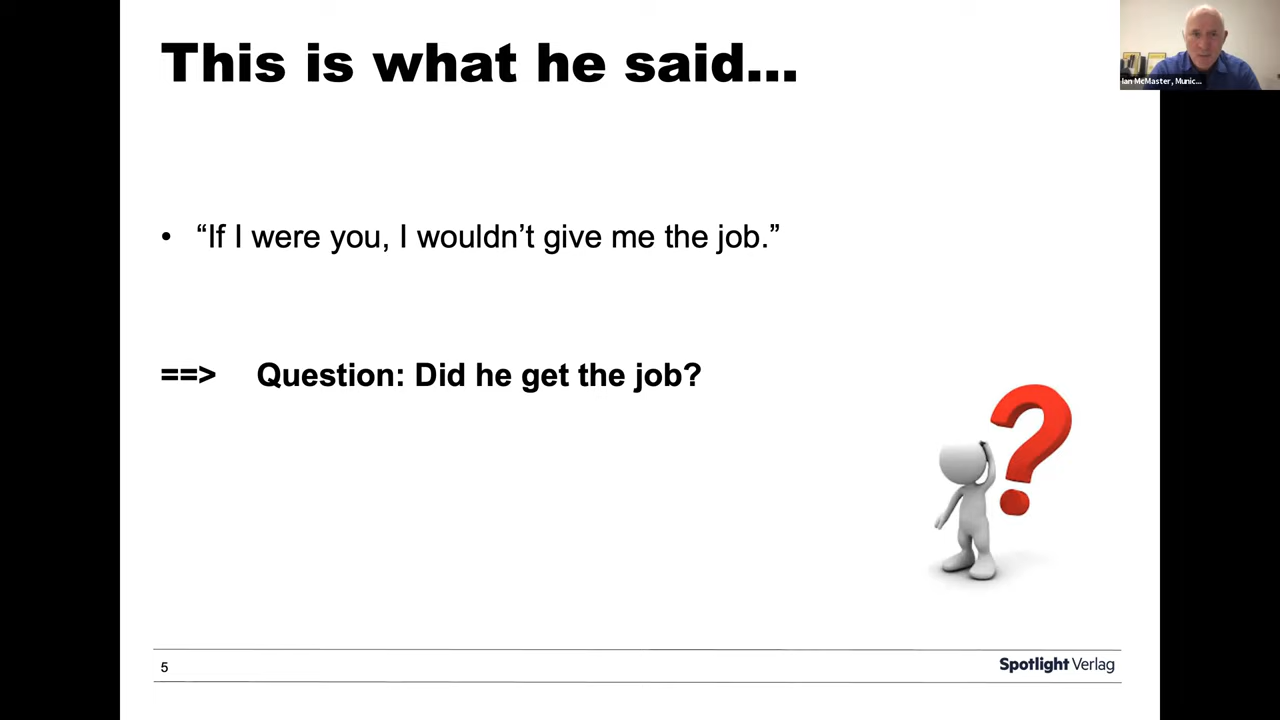 This is what he said...
Ian McMaster, Munic...
• “If I were you, I wouldn’t give me the job.”
==> Question: Did he get the job?
5
Spotlight Verlag